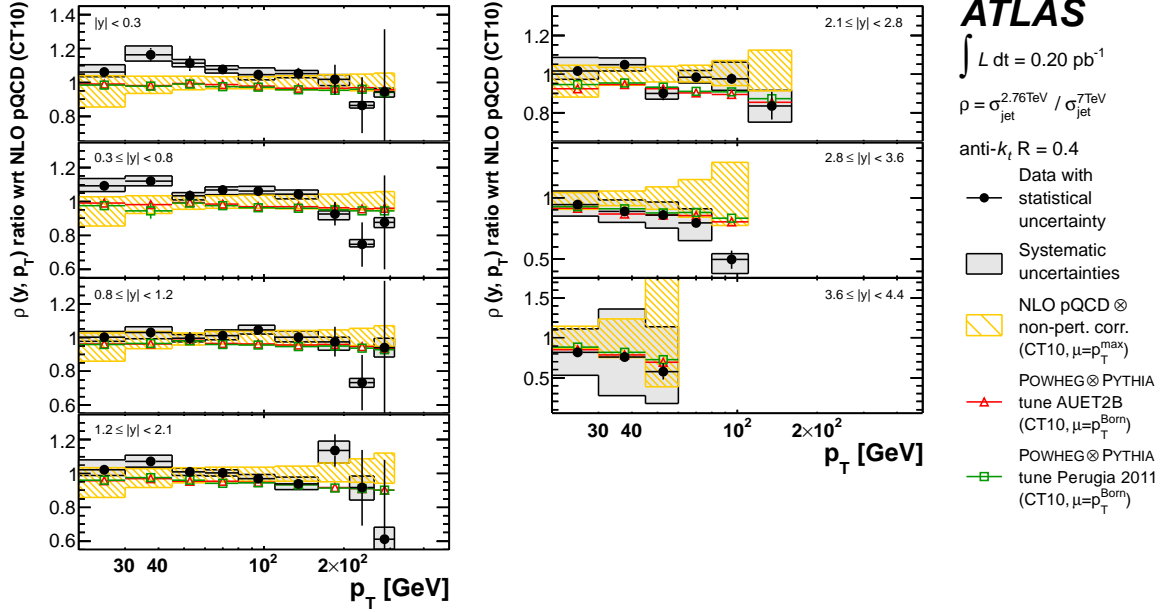 ρ (y, p_T) ratio wrt NLO pQCD (CT10)
|y| < 0.3
1.4
1.2
1
0.8
0.3 ≤ |y| < 0.8
1.2
1
0.8
0.6
0.8 ≤ |y| < 1.2
1.2
1
0.8
0.6
1.2 ≤ |y| < 2.1
1.2
1
0.8
0.6
30 40 10² 2×10²
p_T [GeV]
ρ (y, p_T) ratio wrt NLO pQCD (CT10)
2.1 ≤ |y| < 2.8
1.2
1
0.8
2.8 ≤ |y| < 3.6
1
0.5
3.6 ≤ |y| < 4.4
1.5
1
0.5
30 40 10² 2×10²
p_T [GeV]
ATLAS
∫ L dt = 0.20 pb⁻¹
ρ = σ_jet^2.76TeV / σ_jet^7TeV
anti-k_t R = 0.4
Data with
statistical
uncertainty
Systematic
uncertainties
NLO pQCD ⊗
non-pert. corr.
(CT10, μ=p_T^max)
POWHEG ⊗ PYTHIA
tune AUET2B
(CT10, μ=p_T^Born)
POWHEG ⊗ PYTHIA
tune Perugia 2011
(CT10, μ=p_T^Born)